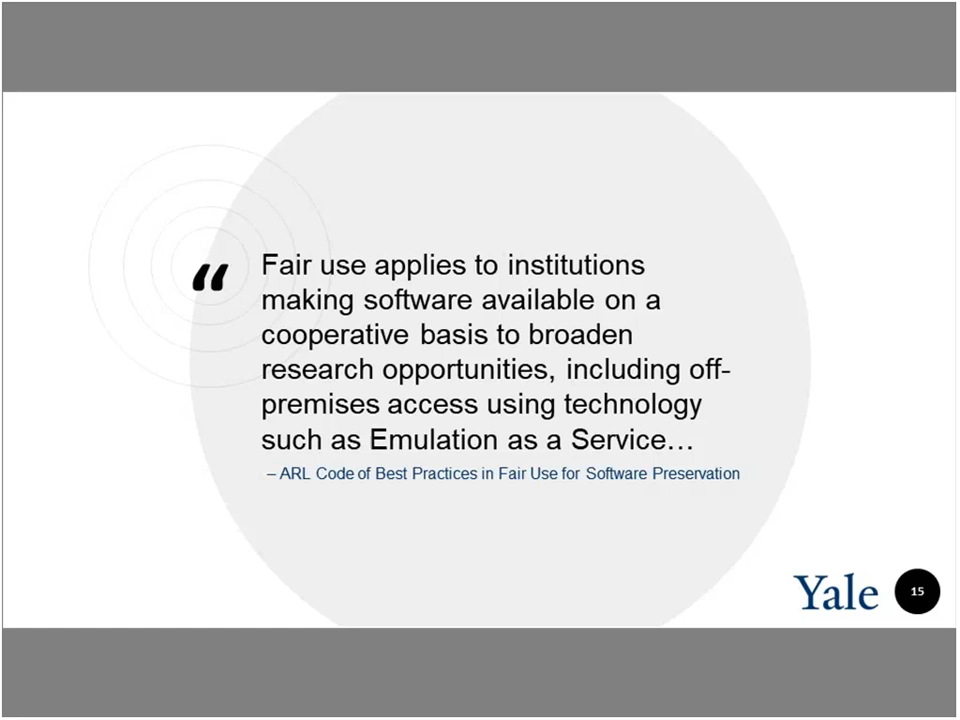 “
Fair use applies to institutions
making software available on a
cooperative basis to broaden
research opportunities, including off-
premises access using technology
such as Emulation as a Service…
– ARL Code of Best Practices in Fair Use for Software Preservation
Yale
15